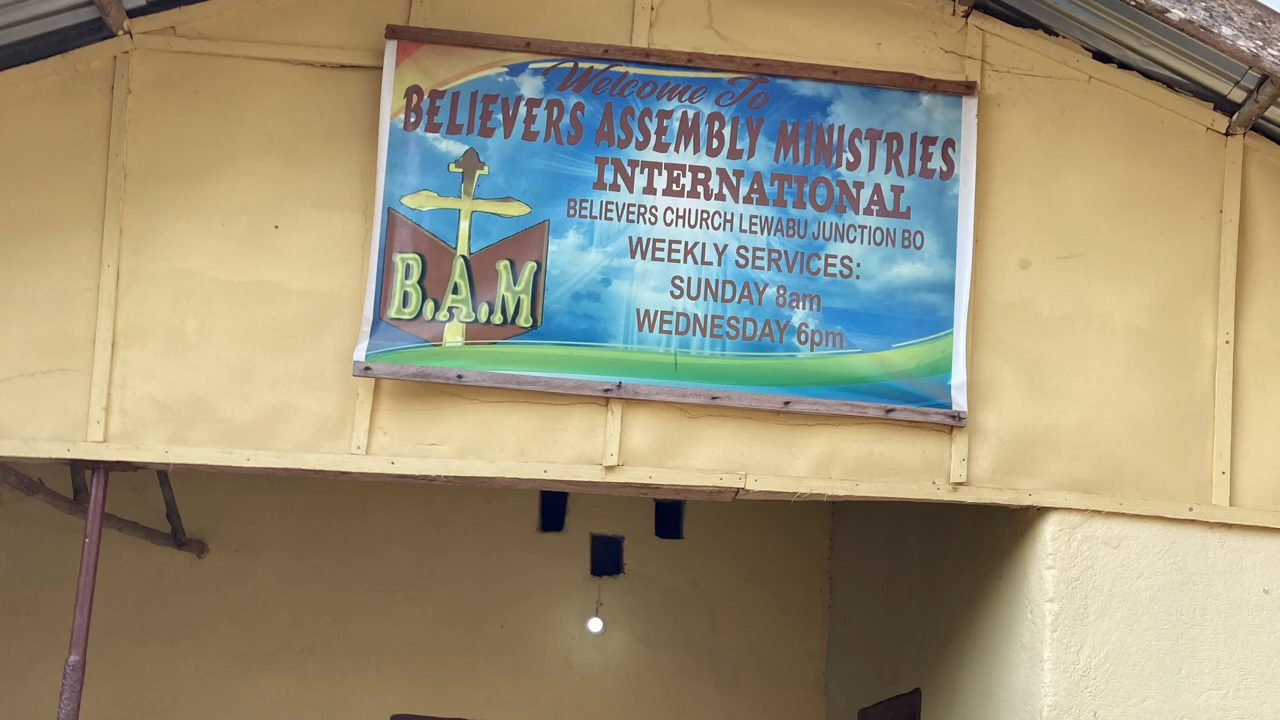 Welcome To
BELIEVERS ASSEMBLY MINISTRIES
INTERNATIONAL
BELIEVERS CHURCH LEWABU JUNCTION BO
WEEKLY SERVICES:
SUNDAY 8am
WEDNESDAY 6pm
B.A.M